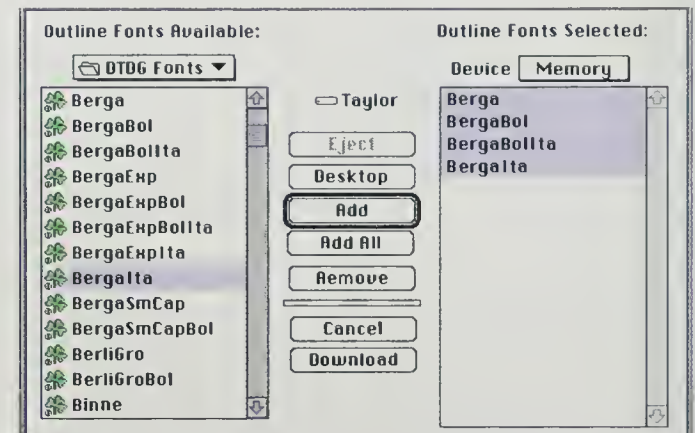 Outline Fonts Available:
DTDG Fonts
Berga
BergaBol
BergaBolIta
BergaExp
BergaExpBol
BergaExpBolIta
BergaExpIta
BergaIta
BergaSmCap
BergaSmCapBol
BerliGro
BerliGroBol
Binne
Taylor
Eject
Desktop
Add
Add All
Remove
Cancel
Download
Outline Fonts Selected:
Device Memory
Berga
BergaBol
BergaBolIta
BergaIta